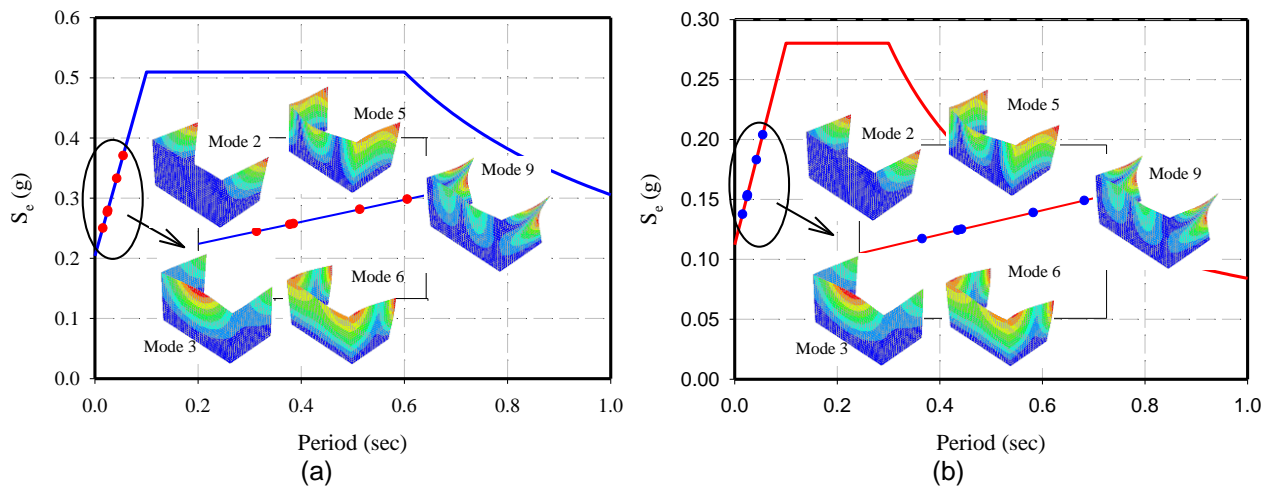 0.6
0.5
0.4
0.3
0.2
0.1
0.0
S_e (g)
0.0 0.2 0.4 0.6 0.8 1.0
Period (sec)
(a)
Mode 2
Mode 5
Mode 9
Mode 3
Mode 6
0.30
0.25
0.20
0.15
0.10
0.05
0.00
S_e (g)
0.0 0.2 0.4 0.6 0.8 1.0
Period (sec)
(b)
Mode 2
Mode 5
Mode 9
Mode 3
Mode 6